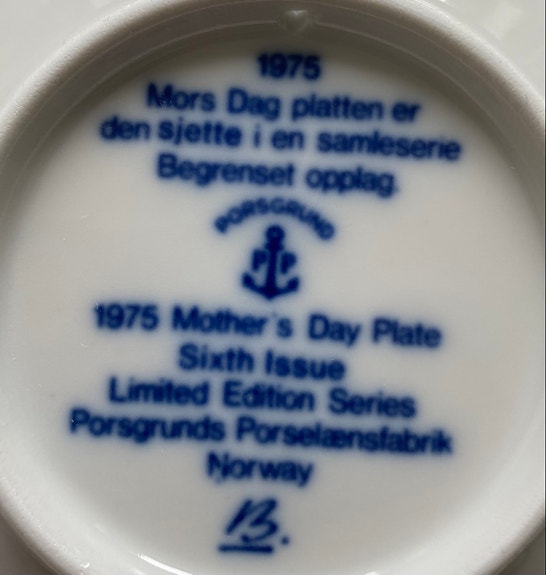 1975
Mors Dag platten er
den sjette i en samleserie
Begrenset opplag.
PORSGRUND
P P
1975 Mother's Day Plate
Sixth Issue
Limited Edition Series
Porsgrunds Porselænsfabrik
Norway
B.